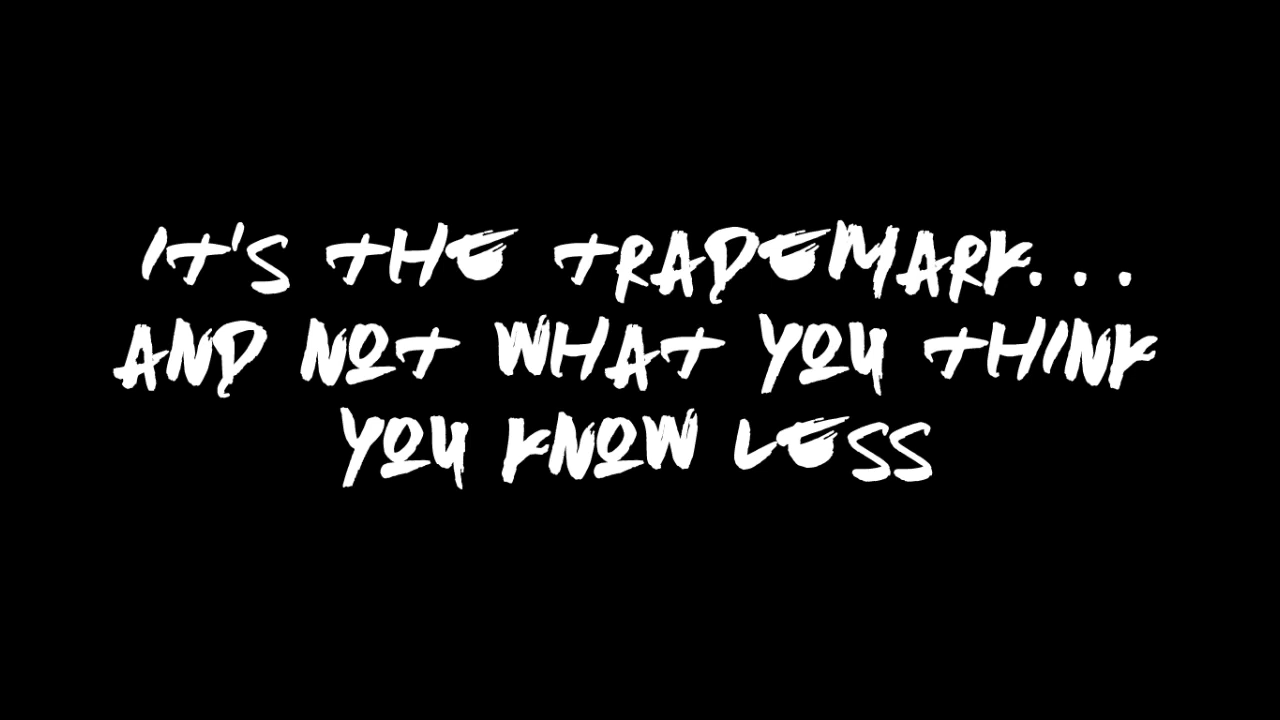 IT'S THE TRADEMARK...
AND NOT WHAT YOU THINK
YOU KNOW LESS